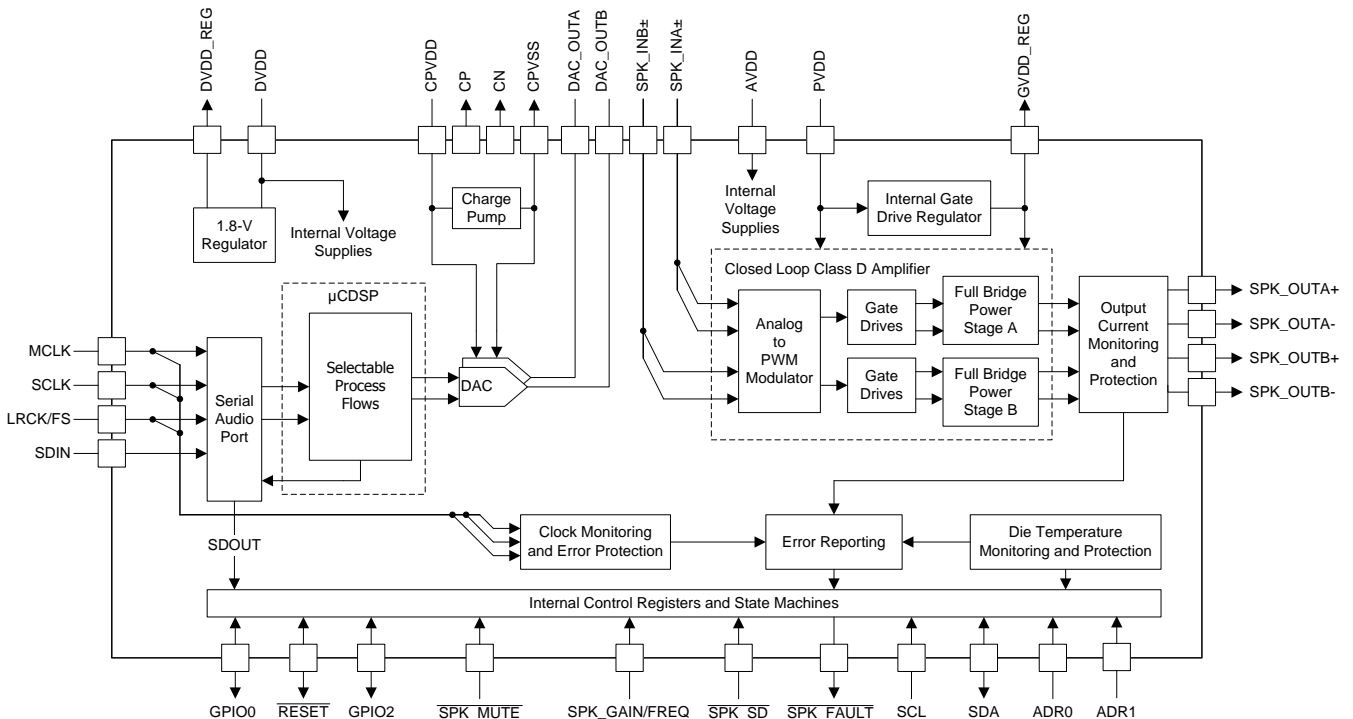 DVDD_REG
DVDD
CPVDD
CP
CN
CPVSS
DAC_OUTA
DAC_OUTB
SPK_INB±
SPK_INA±
AVDD
PVDD
GVDD_REG
1.8-V
Regulator
Internal Voltage
Supplies
Charge
Pump
Internal
Voltage
Supplies
Internal Gate
Drive Regulator
Closed Loop Class D Amplifier
µCDSP
MCLK
SCLK
LRCK/FS
SDIN
Serial
Audio
Port
Selectable
Process
Flows
DAC
Analog
to
PWM
Modulator
Gate
Drives
Full Bridge
Power
Stage A
Gate
Drives
Full Bridge
Power
Stage B
Output
Current
Monitoring
and
Protection
SPK_OUTA+
SPK_OUTA-
SPK_OUTB+
SPK_OUTB-
SDOUT
Clock Monitoring
and Error Protection
Error Reporting
Die Temperature
Monitoring and Protection
Internal Control Registers and State Machines
GPIO0
RESET
GPIO2
SPK_MUTE
SPK_GAIN/FREQ
SPK_SD
SPK_FAULT
SCL
SDA
ADR0
ADR1